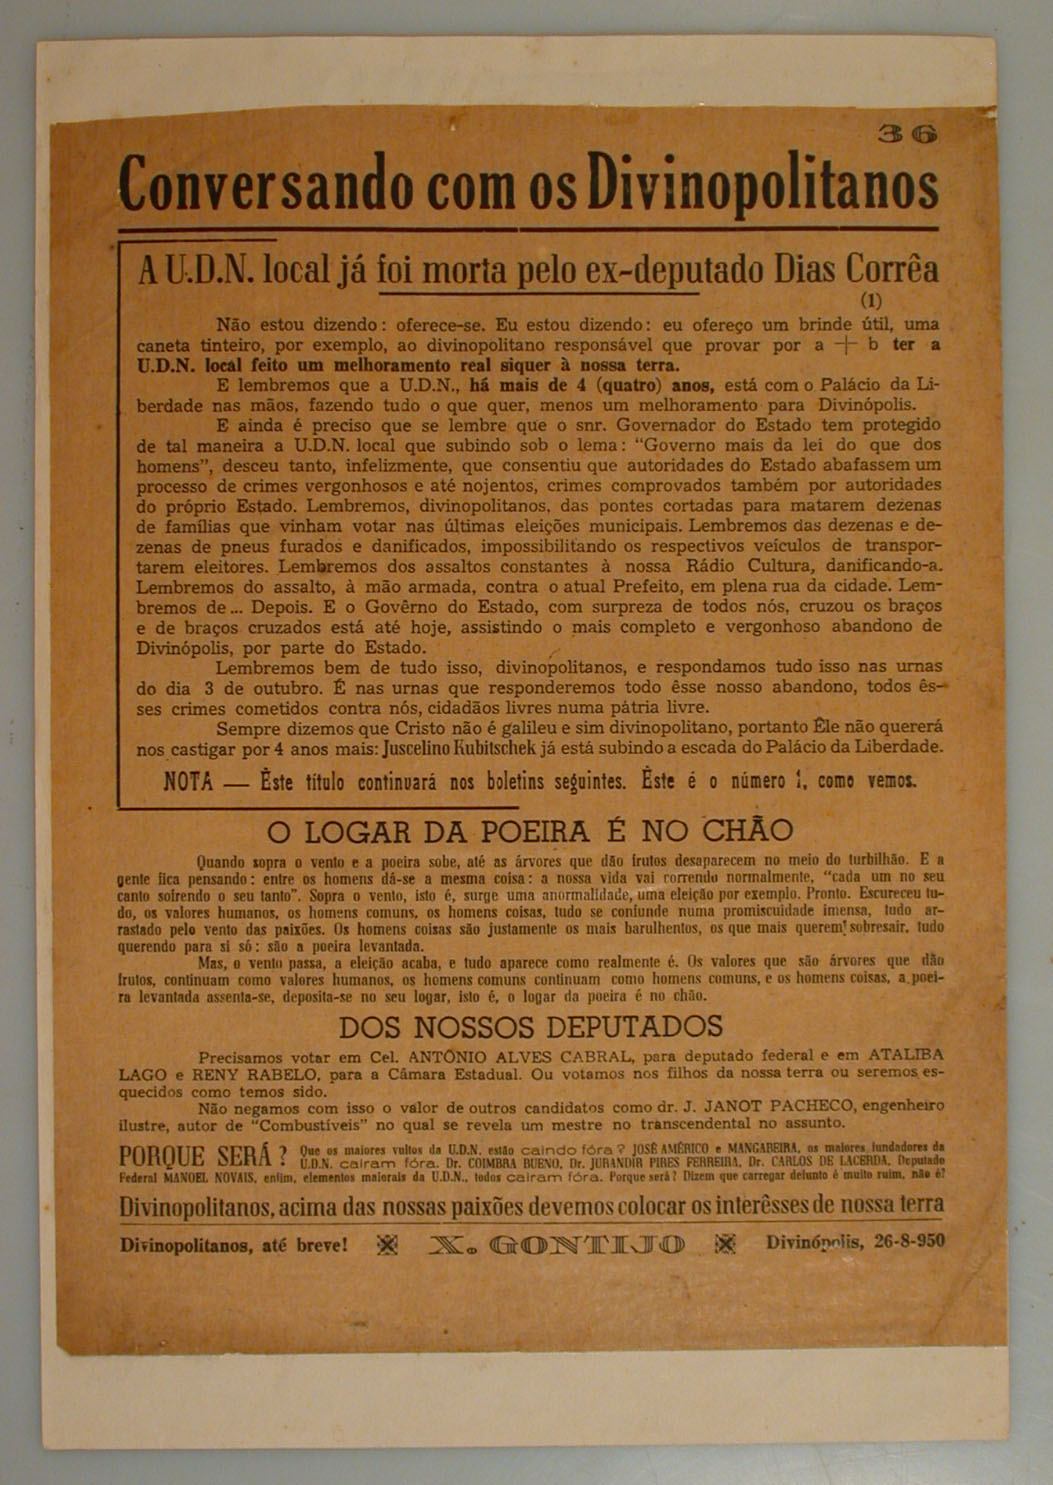 36
Conversando com os Divinopolitanos
A U.D.N. local já foi morta pelo ex-deputado Dias Corrêa
(1)
Não estou dizendo: oferece-se. Eu estou dizendo: eu ofereço um brinde útil, uma
caneta tinteiro, por exemplo, ao divinopolitano responsável que provar por a + b ter a
U.D.N. local feito um melhoramento real siquer à nossa terra.
E lembremos que a U.D.N., há mais de 4 (quatro) anos, está com o Palácio da Li-
berdade nas mãos, fazendo tudo o que quer, menos um melhoramento para Divinópolis.
E ainda é preciso que se lembre que o snr. Governador do Estado tem protegido
de tal maneira a U.D.N. local que subindo sob o lema: "Governo mais da lei do que dos
homens", desceu tanto, infelizmente, que consentiu que autoridades do Estado abafassem um
processo de crimes vergonhosos e até nojentos, crimes comprovados também por autoridades
do próprio Estado. Lembremos, divinopolitanos, das pontes cortadas para matarem dezenas
de famílias que vinham votar nas últimas eleições municipais. Lembremos das dezenas e de-
zenas de pneus furados e danificados, impossibilitando os respectivos veículos de transpor-
tarem eleitores. Lembremos dos assaltos constantes à nossa Rádio Cultura, danificando-a.
Lembremos do assalto, à mão armada, contra o atual Prefeito, em plena rua da cidade. Lem-
bremos de... Depois. E o Govêrno do Estado, com surpreza de todos nós, cruzou os braços
e de braços cruzados está até hoje, assistindo o mais completo e vergonhoso abandono de
Divinópolis, por parte do Estado.
Lembremos bem de tudo isso, divinopolitanos, e respondamos tudo isso nas urnas
do dia 3 de outubro. É nas urnas que responderemos todo êsse nosso abandono, todos ês-
ses crimes cometidos contra nós, cidadãos livres numa pátria livre.
Sempre dizemos que Cristo não é galileu e sim divinopolitano, portanto Êle não quererá
nos castigar por 4 anos mais: Juscelino Kubitschek já está subindo a escada do Palácio da Liberdade.
NOTA — Êste título continuará nos boletins seguintes. Êste é o número 1, como vemos.
O LOGAR DA POEIRA É NO CHÃO
Quando sopra o vento e a poeira sobe, até as árvores que dão frutos desaparecem no meio do turbilhão. E a
gente fica pensando: entre os homens dá-se a mesma coisa: a nossa vida vai correndo normalmente, "cada um no seu
canto sofrendo o seu tanto". Sopra o vento, isto é, surge uma anormalidade, uma eleição por exemplo. Pronto. Escureceu tu-
do, os valores humanos, os homens comuns, os homens coisas, tudo se confunde numa promiscuidade imensa, tudo ar-
rastado pelo vento das paixões. Os homens coisas são justamente os mais barulhentos, os que mais querem sobresair, tudo
querendo para si só: são a poeira levantada.
Mas, o vento passa, a eleição acaba, e tudo aparece como realmente é. Os valores que são árvores que dão
frutos, continuam como valores humanos, os homens comuns continuam como homens comuns, e os homens coisas, a poei-
ra levantada assenta-se, deposita-se no seu logar, isto é, o logar da poeira é no chão.
DOS NOSSOS DEPUTADOS
Precisamos votar em Cel. ANTÔNIO ALVES CABRAL, para deputado federal e em ATALIBA
LAGO e RENY RABELO, para a Câmara Estadual. Ou votamos nos filhos da nossa terra ou seremos es-
quecidos como temos sido.
Não negamos com isso o valor de outros candidatos como dr. J. JANOT PACHECO, engenheiro
ilustre, autor de "Combustíveis" no qual se revela um mestre no transcendental no assunto.
PORQUE SERÁ? Que os maiores vultos da U.D.N. estão caindo fóra? JOSÉ AMÉRICO e MANGABEIRA, os maiores fundadores da
U.D.N. cairam fóra. Dr. COIMBRA BUENO, Dr. JURANDIR PIRES FERREIRA, Dr. CARLOS DE LACERDA, Deputado
Federal MANOEL NOVAIS, enfim, elementos maiorais da U.D.N., todos cairam fóra. Porque será? Dizem que carregar defunto é muito ruim, não é?
Divinopolitanos, acima das nossas paixões devemos colocar os interêsses de nossa terra
Divinopolitanos, até breve! X. GONTIJO Divinópolis, 26-8-950